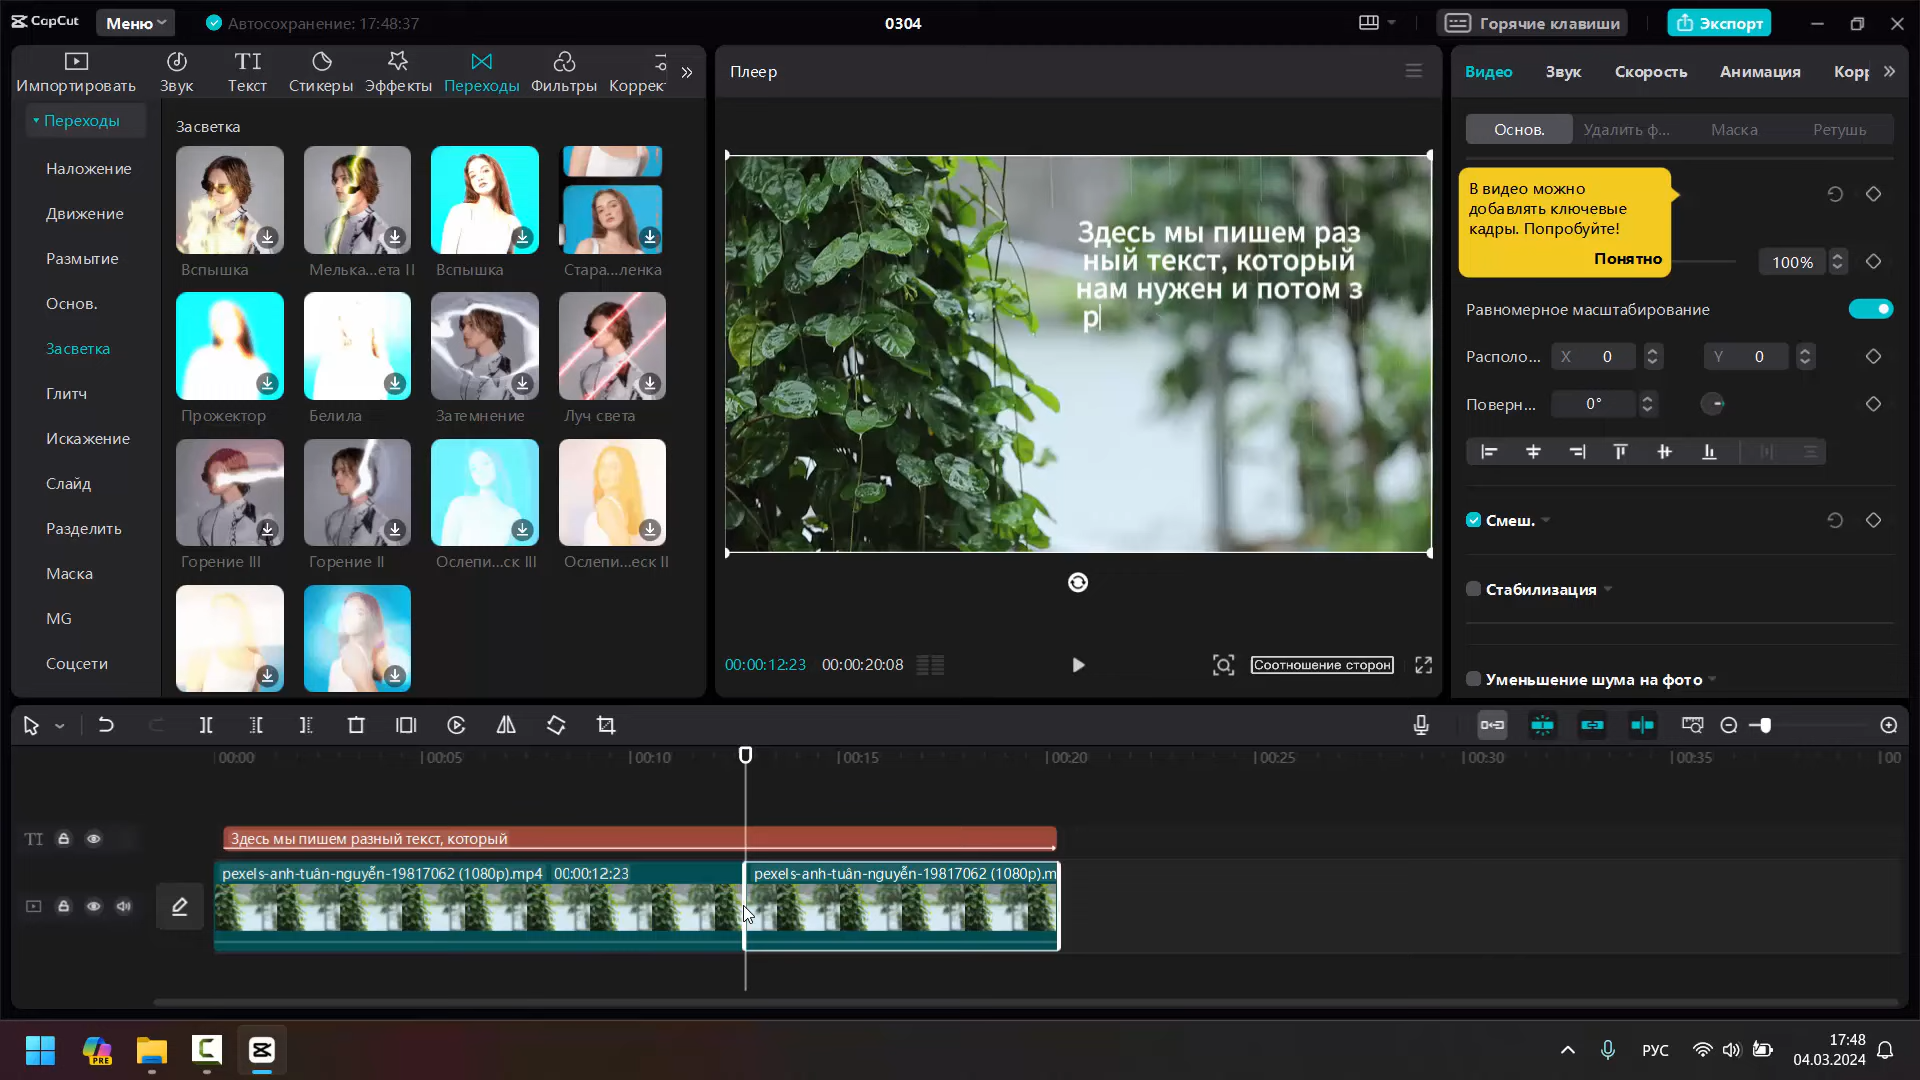 CapCut
Меню
Автосохранение: 17:48:37
0304
Горячие клавиши
Экспорт
Импортировать
Звук
TI
Текст
Стикеры
Эффекты
Переходы
Фильтры
Коррек
Плеер
Видео
Звук
Скорость
Анимация
Корр
Переходы
Наложение
Движение
Размытие
Основ.
Засветка
Глитч
Искажение
Слайд
Разделить
Маска
MG
Соцсети
Засветка
Вспышка
Мелька...ета II
Вспышка
Стара...ленка
Прожектор
Белила
Затемнение
Луч света
Горение III
Горение II
Ослепи...ск III
Ослепи...еск II
Здесь мы пишем раз
ный текст, который
нам нужен и потом з
р
00:00:12:23
00:00:20:08
Соотношение сторон
Основ.
Удалить ф...
Маска
Ретушь
В видео можно
добавлять ключевые
кадры. Попробуйте!
Понятно
100%
Равномерное масштабирование
Располо...
X 0
Y 0
Поверн...
0°
Смеш.
Стабилизация
Уменьшение шума на фото
00:00
00:05
00:10
00:15
00:20
00:25
00:30
00:35
00
TI
Здесь мы пишем разный текст, который
pexels-anh-tuân-nguyễn-19817062 (1080p).mp4 00:00:12:23
pexels-anh-tuân-nguyễn-19817062 (1080p).m
PRE
РУС
17:48
04.03.2024